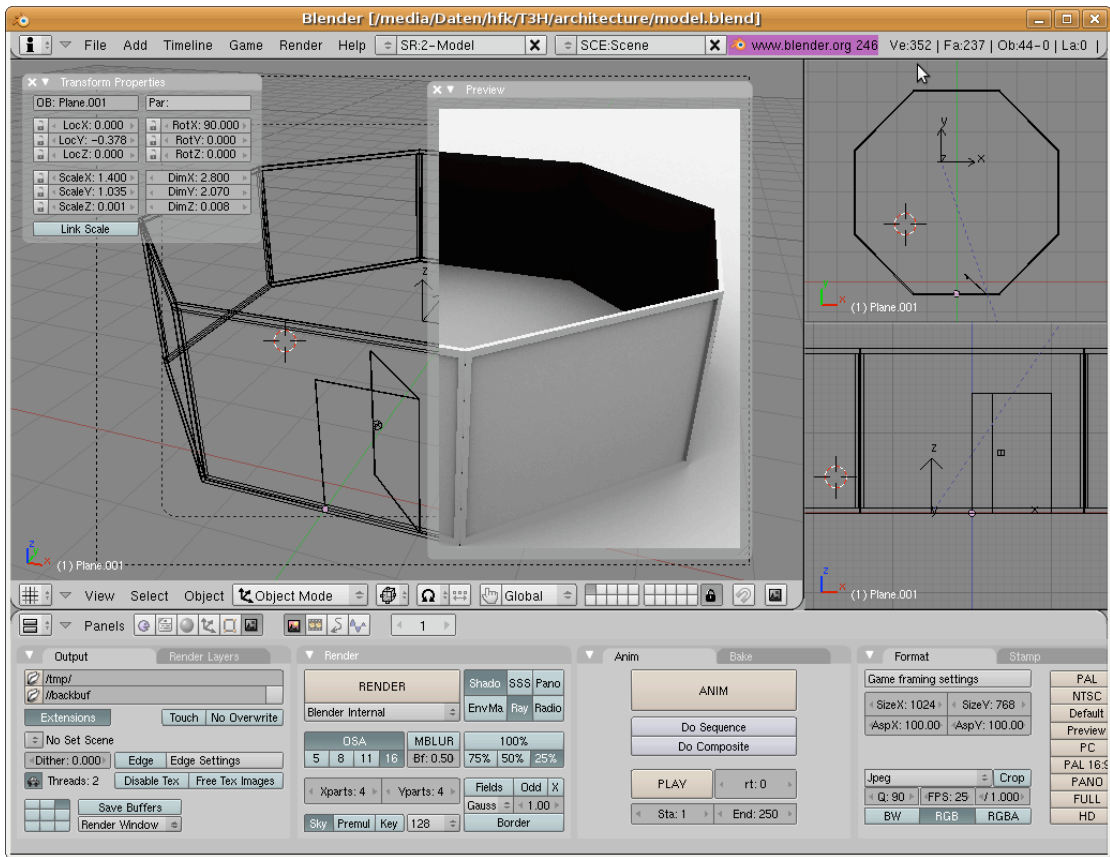 Blender [/media/Daten/hfk/T3H/architecture/model.blend]
File Add Timeline Game Render Help SR:2-Model X SCE:Scene X www.blender.org 246 Ve:352 | Fa:237 | Ob:44-0 | La:0 |
Transform Properties
OB: Plane.001 Par:
LocX: 0.000 RotX: 90.000
LocY: -0.378 RotY: 0.000
LocZ: 0.000 RotZ: 0.000
ScaleX: 1.400 DimX: 2.800
ScaleY: 1.035 DimY: 2.070
ScaleZ: 0.001 DimZ: 0.008
Link Scale
Preview
z
z x
(1) Plane.001
y
z x
y x
(1) Plane.001
z
y x
z x
(1) Plane.001
View Select Object Object Mode Global
Panels 1
Output Render Layers
/tmp/
//backbuf
Extensions Touch No Overwrite
No Set Scene
Dither: 0.000 Edge Edge Settings
Threads: 2 Disable Tex Free Tex Images
Save Buffers
Render Window
Render
RENDER
Blender Internal
Shado SSS Pano
EnvMa Ray Radio
OSA MBLUR 100%
5 8 11 16 Bf: 0.50 75% 50% 25%
Xparts: 4 Yparts: 4 Fields Odd X
Gauss 1.00
Sky Premul Key 128 Border
Anim Bake
ANIM
Do Sequence
Do Composite
PLAY rt: 0
Sta: 1 End: 250
Format Stamp
Game framing settings
SizeX: 1024 SizeY: 768
AspX: 100.00 AspY: 100.00
Jpeg Crop
Q: 90 FPS: 25 / 1.000
BW RGB RGBA
PAL
NTSC
Default
Preview
PC
PAL 16:9
PANO
FULL
HD